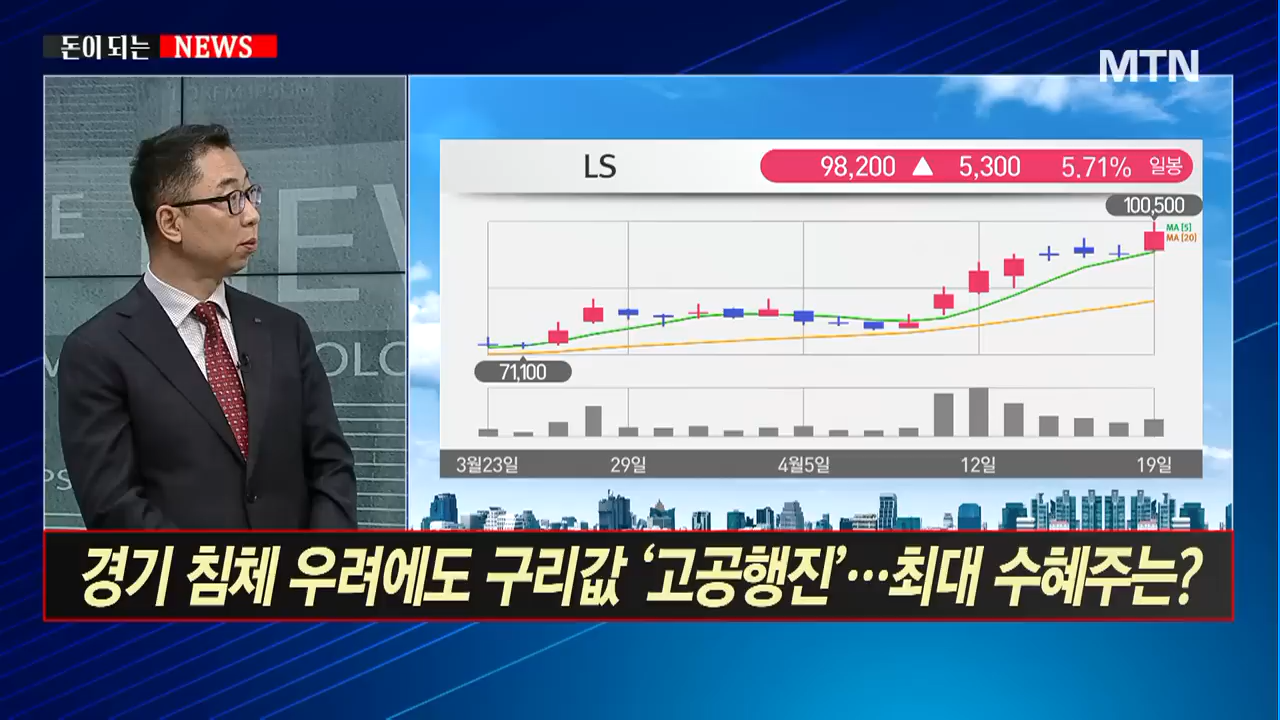 돈이 되는 NEWS
MTN
LS
98,200 ▲ 5,300 5.71% 일봉
100,500
MA [5]
MA [20]
71,100
3월23일 29일 4월5일 12일 19일
경기 침체 우려에도 구리값 ‘고공행진’…최대 수혜주는?